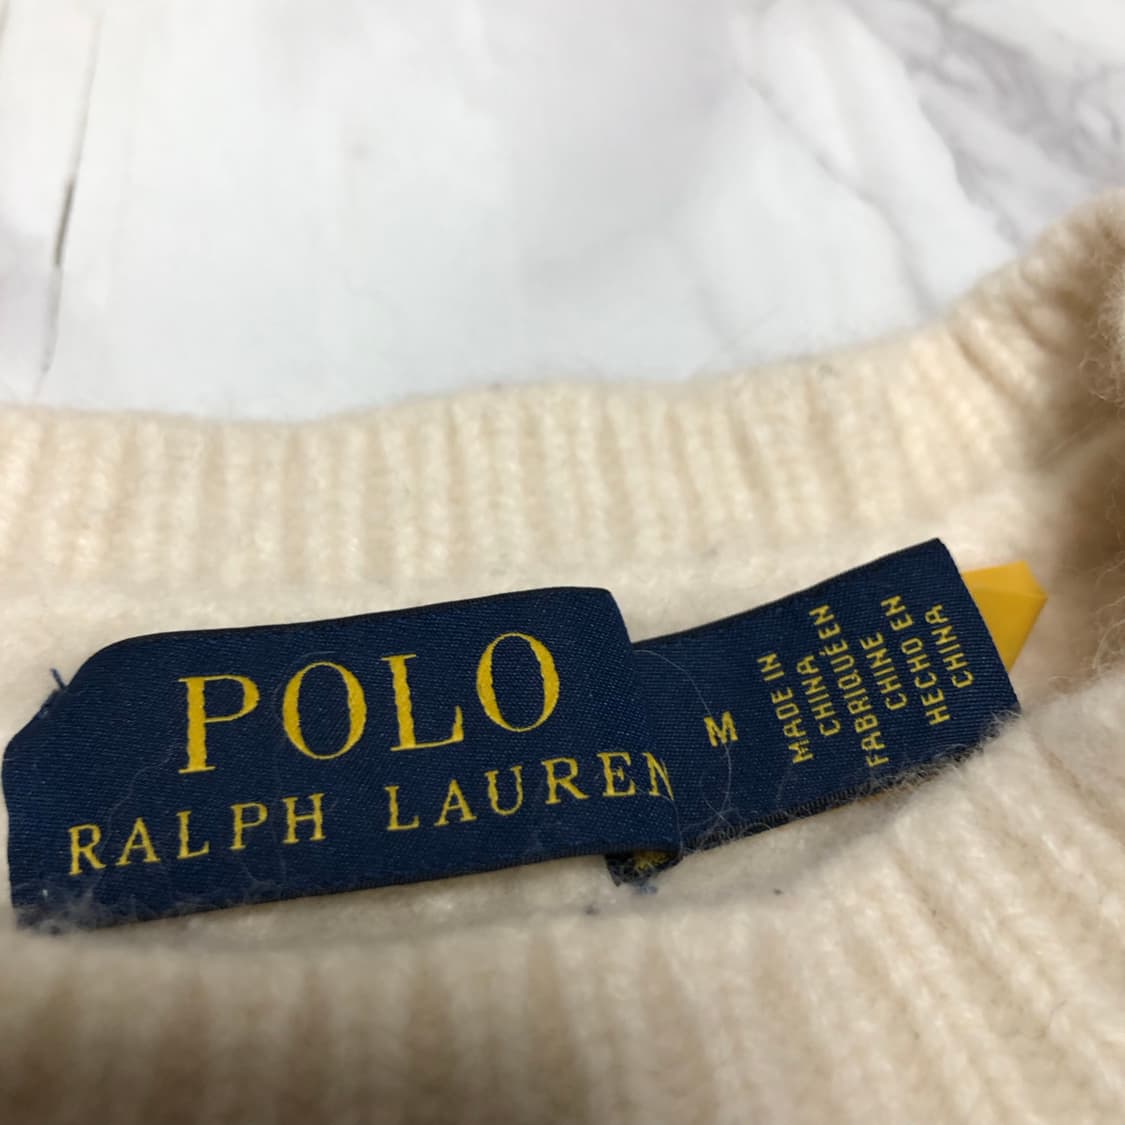 POLO
RALPH LAUREN
M
MADE IN
CHINA
FABRIQUÉ EN
CHINE
HECHO EN
CHINA